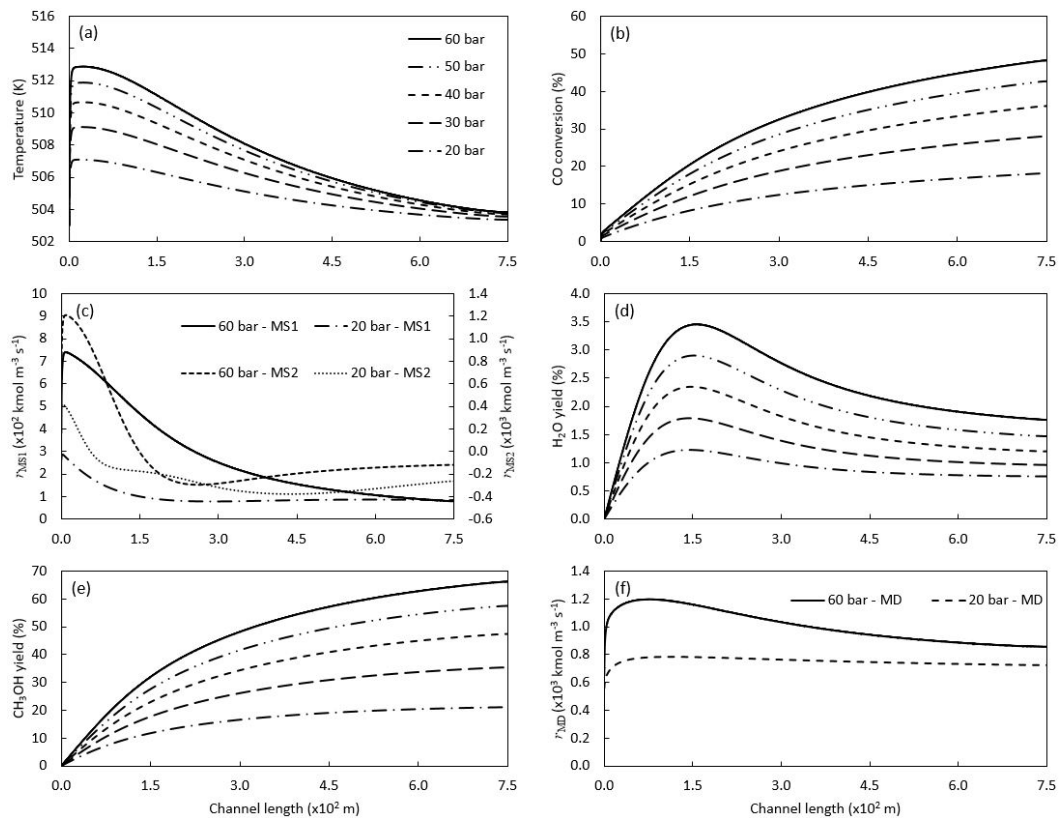 (a)
516
514
512
510
508
506
504
502
Temperature (K)
60 bar
50 bar
40 bar
30 bar
20 bar
0.0 1.5 3.0 4.5 6.0 7.5
(b)
60
50
40
30
20
10
0
CO conversion (%)
0.0 1.5 3.0 4.5 6.0 7.5
(c)
10
9
8
7
6
5
4
3
2
1
0
r_MS1 (x10² kmol m⁻³ s⁻¹)
60 bar - MS1
20 bar - MS1
60 bar - MS2
20 bar - MS2
1.4
1.2
1.0
0.8
0.6
0.4
0.2
0.0
-0.2
-0.4
-0.6
r_MS2 (x10³ kmol m⁻³ s⁻¹)
0.0 1.5 3.0 4.5 6.0 7.5
(d)
4.0
3.5
3.0
2.5
2.0
1.5
1.0
0.5
0.0
H₂O yield (%)
0.0 1.5 3.0 4.5 6.0 7.5
(e)
70
60
50
40
30
20
10
0
CH₃OH yield (%)
0.0 1.5 3.0 4.5 6.0 7.5
Channel length (x10² m)
(f)
1.4
1.2
1.0
0.8
0.6
0.4
0.2
0.0
r_MD (x10³ kmol m⁻³ s⁻¹)
60 bar - MD
20 bar - MD
0.0 1.5 3.0 4.5 6.0 7.5
Channel length (x10² m)